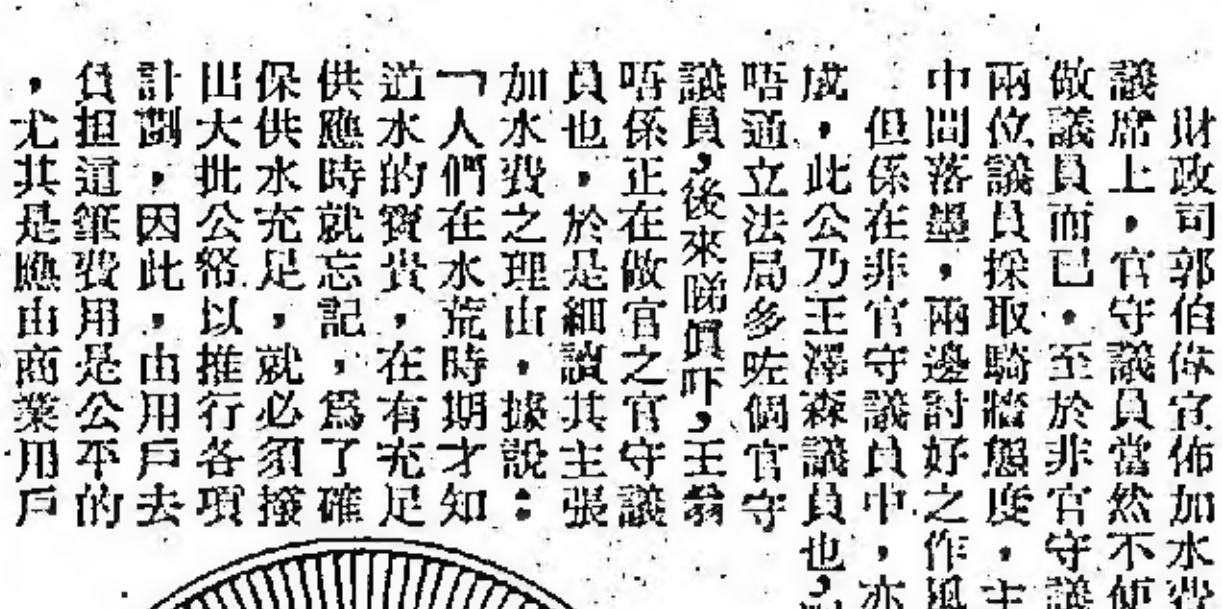 財政司郭伯偉宣佈加水費
議席上，官守議員當然不便
做議員而已。至於非官守議
兩位議員採取騎牆態度，主
中間落墨，兩邊討好之作風
但係在非官守議員中，亦
成，此公乃王澤森議員也，
唔通立法局多咗個官守
議員，後來睇真吓，王翁
唔係正在做官之官守議
員也，於是細讀其主張
加水費之理由，據說：
「人們在水荒時期才知
道水的寶貴，在有充足
供應時就忘記，爲了確
保供水充足，就必須撥
出大批公帑以推行各項
計劃，因此，由用戶去
負担這筆費用是公平的
，尤其是應由商業用戶